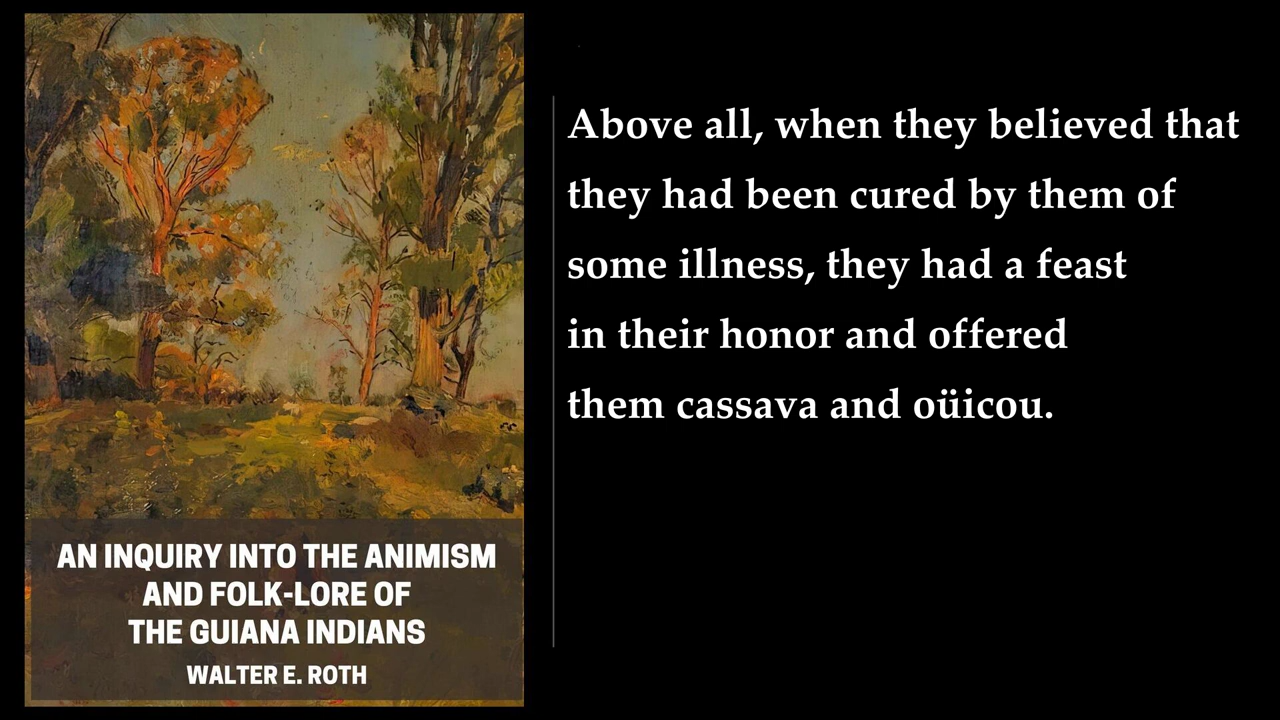 Above all, when they believed that
they had been cured by them of
some illness, they had a feast
in their honor and offered
them cassava and oüicou.
AN INQUIRY INTO THE ANIMISM
AND FOLK-LORE OF
THE GUIANA INDIANS
WALTER E. ROTH